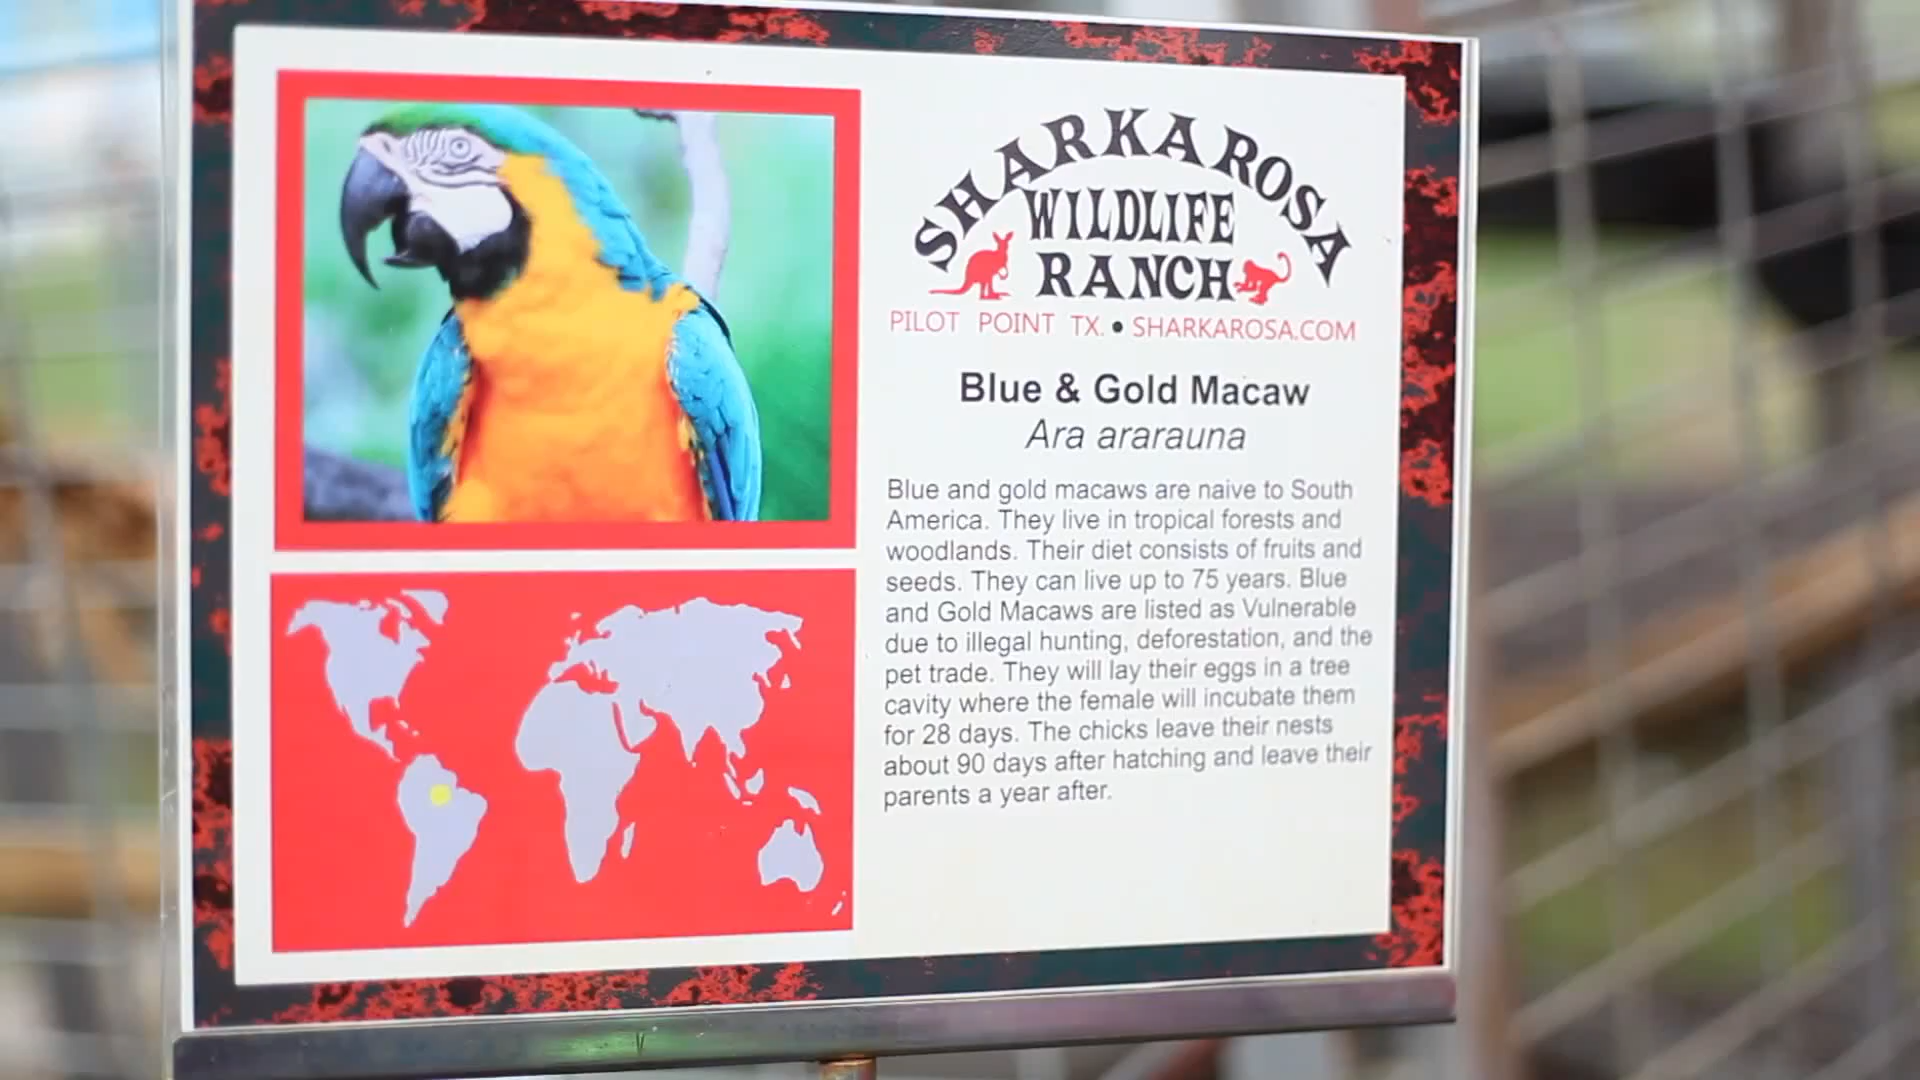 SHARKAROSA
WILDLIFE
RANCH
PILOT POINT TX. • SHARKAROSA.COM
Blue & Gold Macaw
Ara ararauna
Blue and gold macaws are naive to South
America. They live in tropical forests and
woodlands. Their diet consists of fruits and
seeds. They can live up to 75 years. Blue
and Gold Macaws are listed as Vulnerable
due to illegal hunting, deforestation, and the
pet trade. They will lay their eggs in a tree
cavity where the female will incubate them
for 28 days. The chicks leave their nests
about 90 days after hatching and leave their
parents a year after.